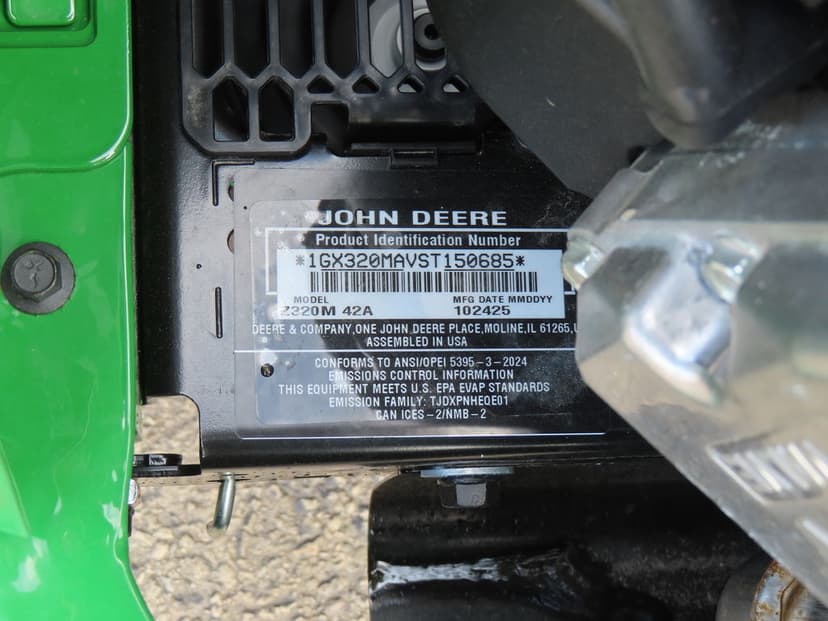 JOHN DEERE
Product Identification Number
*1GX320MAVST150685*
MODEL MFG DATE MMDDYY
Z320M 42A 102425
DEERE & COMPANY,ONE JOHN DEERE PLACE,MOLINE,IL 61265,U
ASSEMBLED IN USA
CONFORMS TO ANSI/OPEI 5395-3-2024
EMISSIONS CONTROL INFORMATION
THIS EQUIPMENT MEETS U.S. EPA EVAP STANDARDS
EMISSION FAMILY: TJDXPNHEQE01
CAN ICES-2/NMB-2